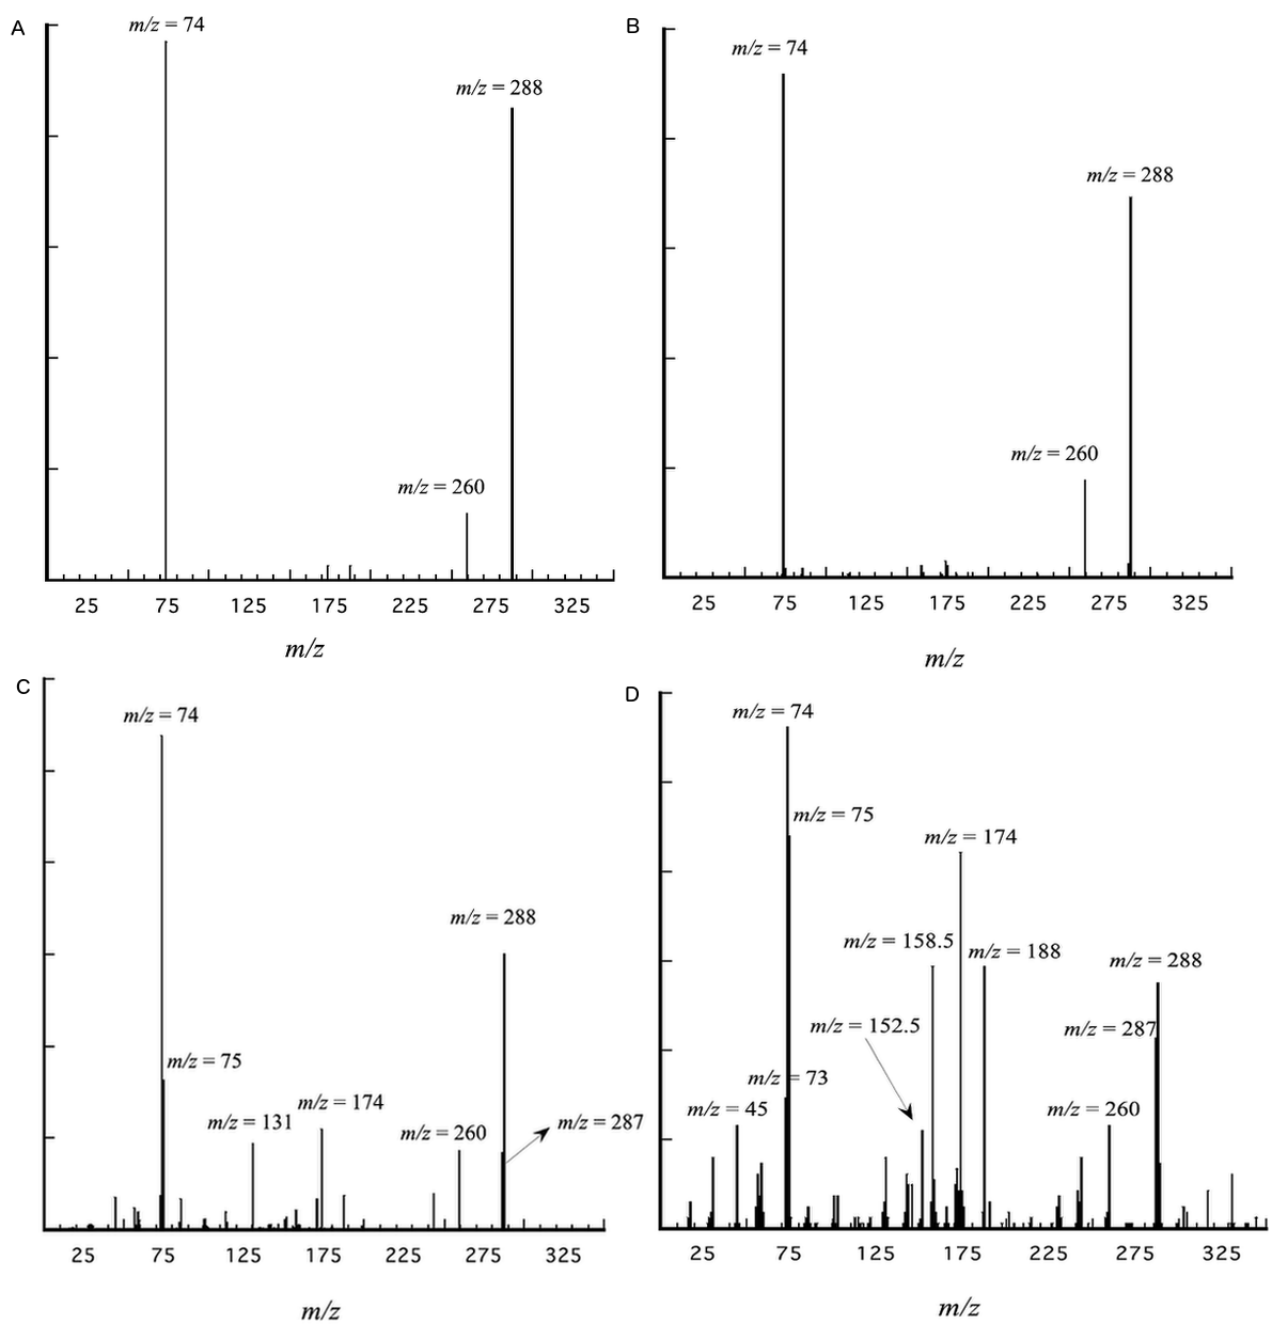 A
m/z = 74
m/z = 288
m/z = 260
25 75 125 175 225 275 325
m/z
B
m/z = 74
m/z = 288
m/z = 260
25 75 125 175 225 275 325
m/z
C
m/z = 74
m/z = 288
m/z = 75
m/z = 174
m/z = 131
m/z = 260
m/z = 287
25 75 125 175 225 275 325
m/z
D
m/z = 74
m/z = 75
m/z = 174
m/z = 158.5
m/z = 188
m/z = 288
m/z = 152.5
m/z = 287
m/z = 73
m/z = 45
m/z = 260
25 75 125 175 225 275 325
m/z